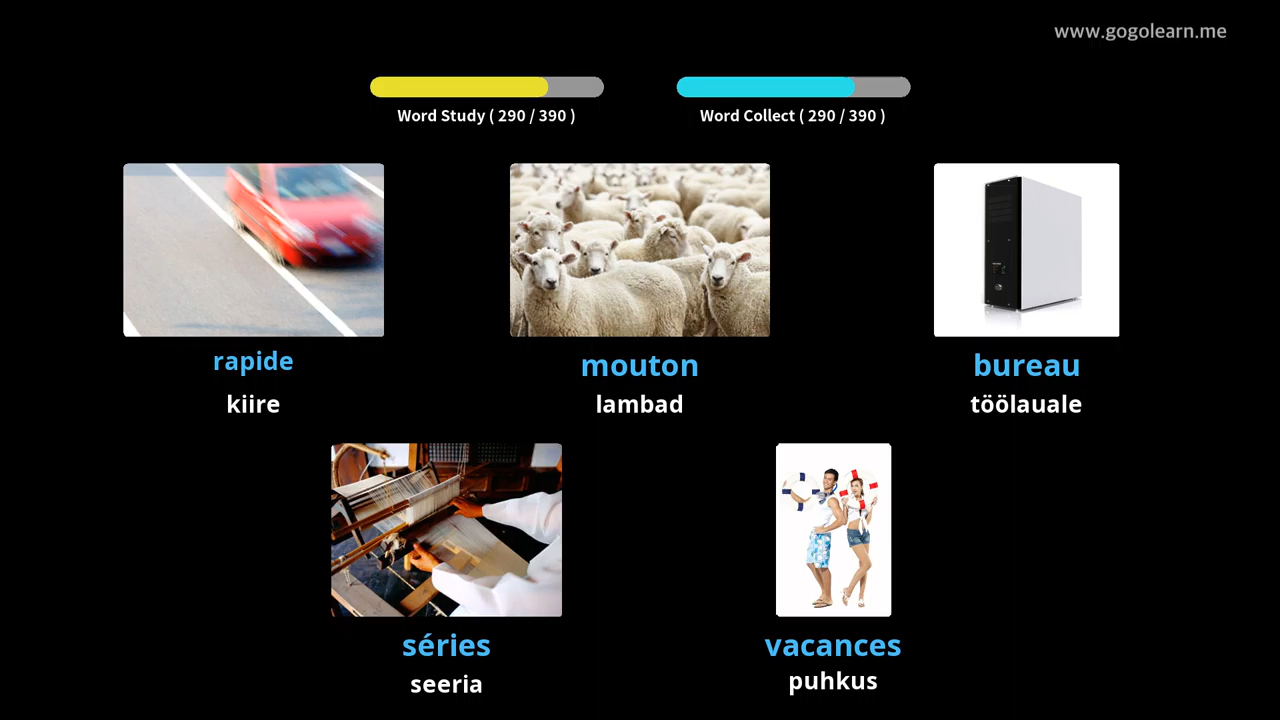 www.gogolearn.me
Word Study ( 290 / 390 )
Word Collect ( 290 / 390 )
rapide
kiire
mouton
lambad
bureau
töölauale
séries
seeria
vacances
puhkus